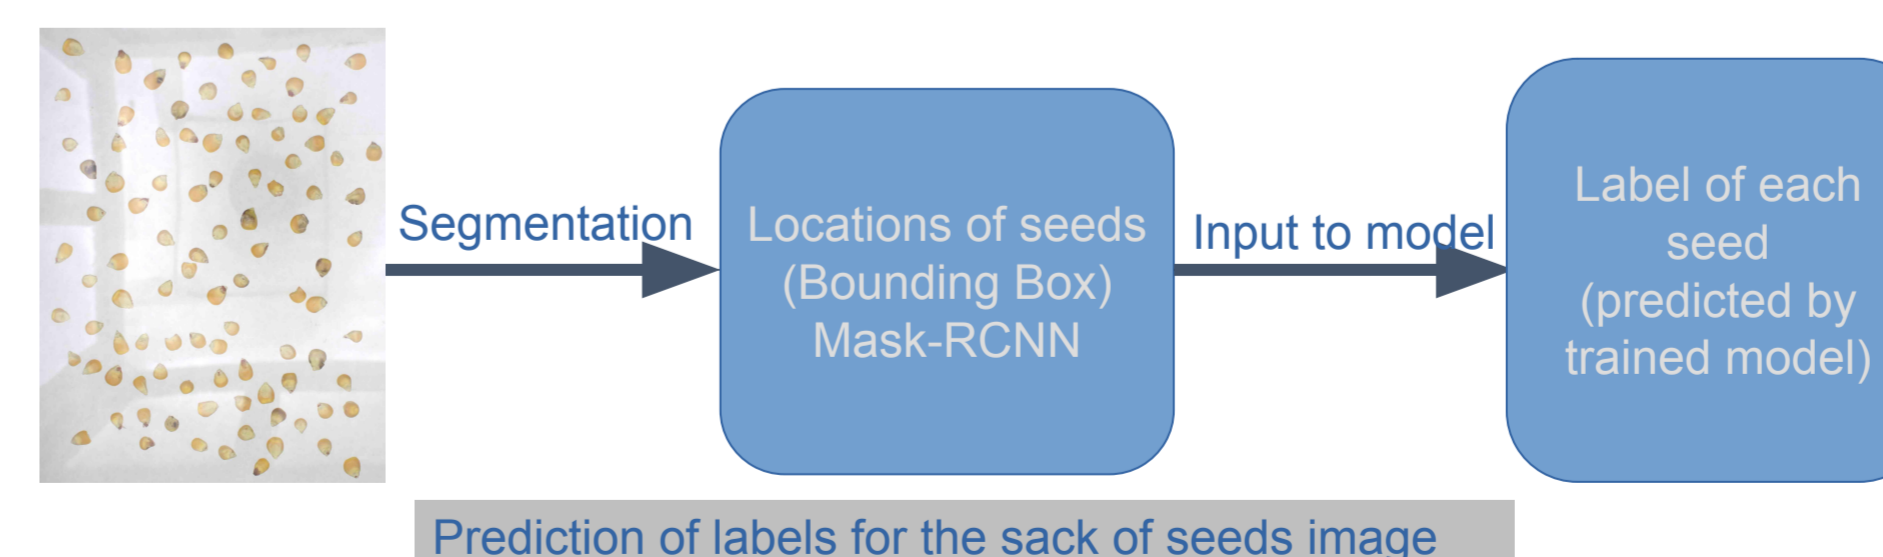 Segmentation
Locations of seeds
(Bounding Box)
Mask-RCNN
Input to model
Label of each
seed
(predicted by
trained model)
Prediction of labels for the sack of seeds image